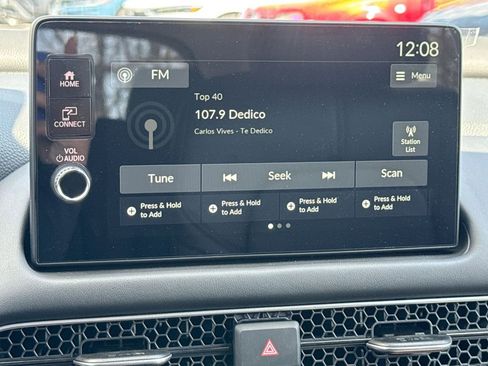 12:08
HOME
FM
Menu
Top 40
107.9 Dedico
Carlos Vives - Te Dedico
CONNECT
Station
List
VOL
AUDIO
Tune
Seek
Scan
Press & Hold
to Add
Press & Hold
to Add
Press & Hold
to Add
Press & Hold
to Add